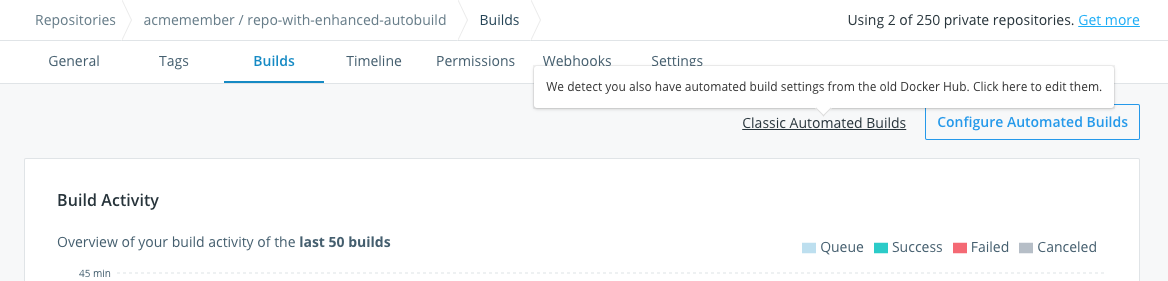 Repositories acmemember / repo-with-enhanced-autobuild Builds Using 2 of 250 private repositories. Get more
General Tags Builds Timeline Permissions Webhooks Settings
We detect you also have automated build settings from the old Docker Hub. Click here to edit them.
Classic Automated Builds Configure Automated Builds
Build Activity
Overview of your build activity of the last 50 builds
Queue Success Failed Canceled
45 min